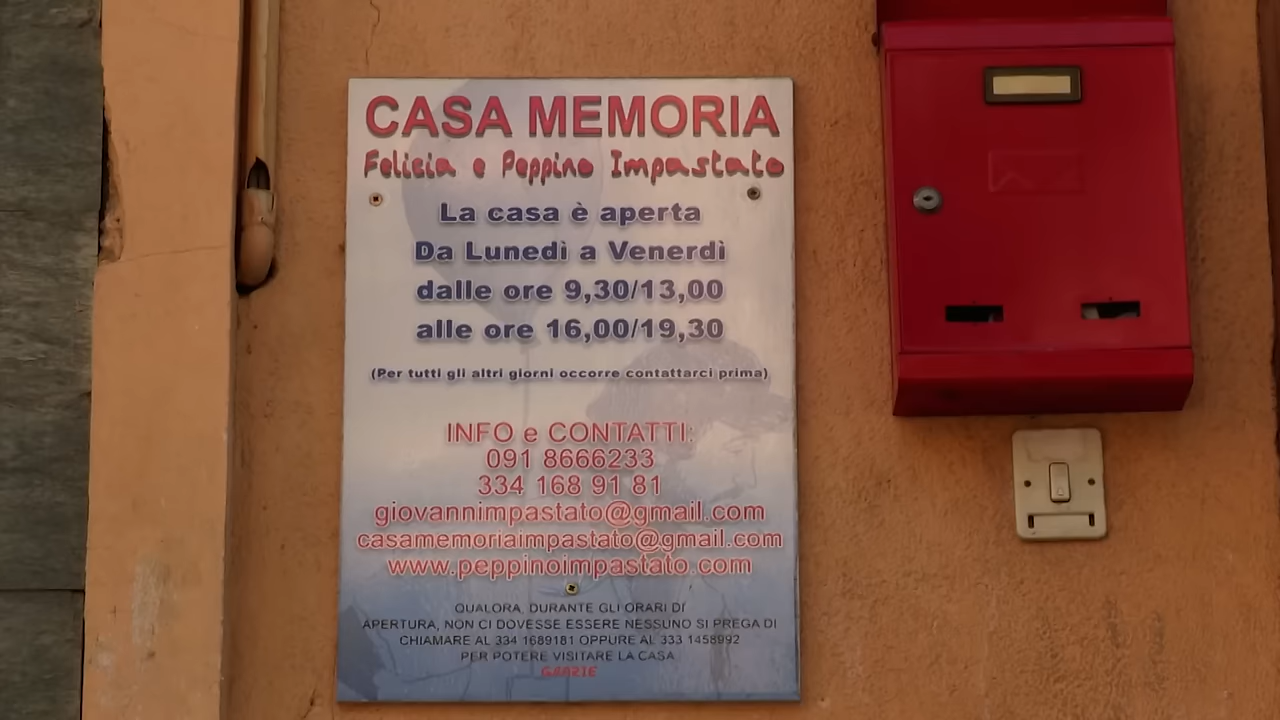 CASA MEMORIA
Felicia e Peppino Impastato
La casa è aperta
Da Lunedì a Venerdì
dalle ore 9,30/13,00
alle ore 16,00/19,30
(Per tutti gli altri giorni occorre contattarci prima)
INFO e CONTATTI:
091 8666233
334 168 91 81
giovannimpastato@gmail.com
casamemoriaimpastato@gmail.com
www.peppinoimpastato.com
QUALORA, DURANTE GLI ORARI DI
APERTURA, NON CI DOVESSE ESSERE NESSUNO SI PREGA DI
CHIAMARE AL 334 1689181 OPPURE AL 333 1458992
PER POTERE VISITARE LA CASA
GRAZIE